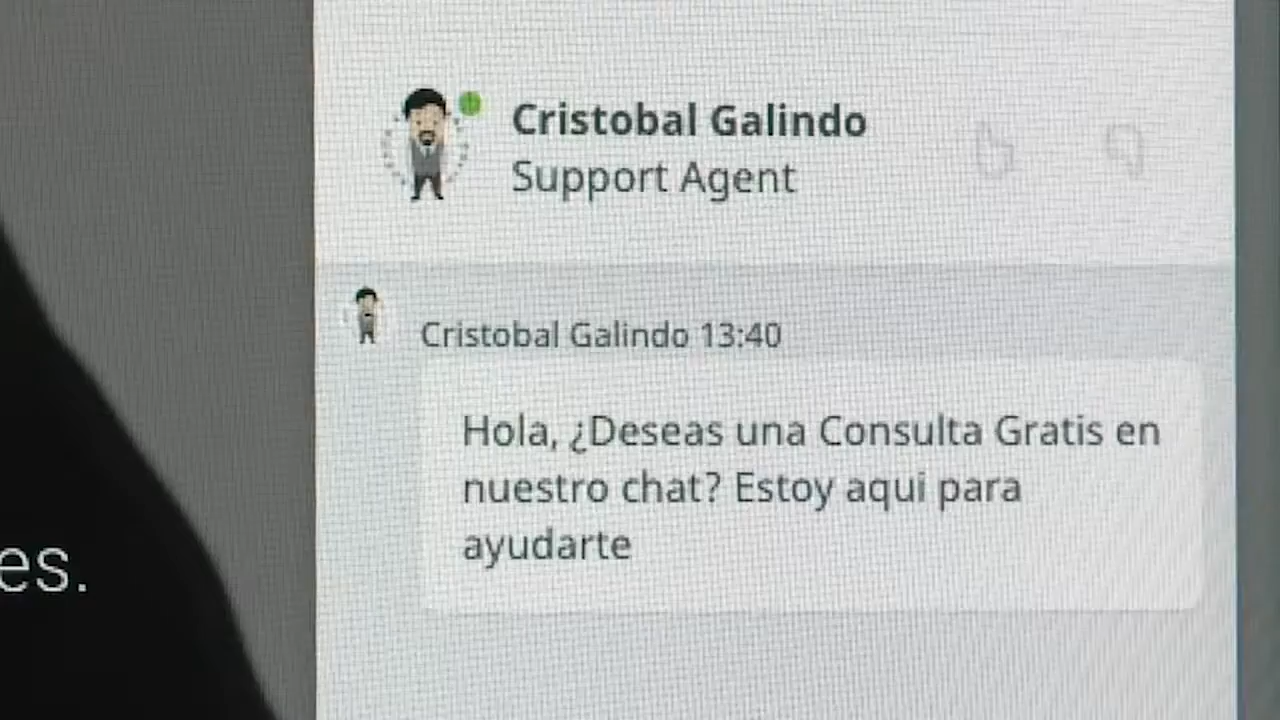 Cristobal Galindo
Support Agent
Cristobal Galindo 13:40
Hola, ¿Deseas una Consulta Gratis en
nuestro chat? Estoy aqui para
ayudarte
es.